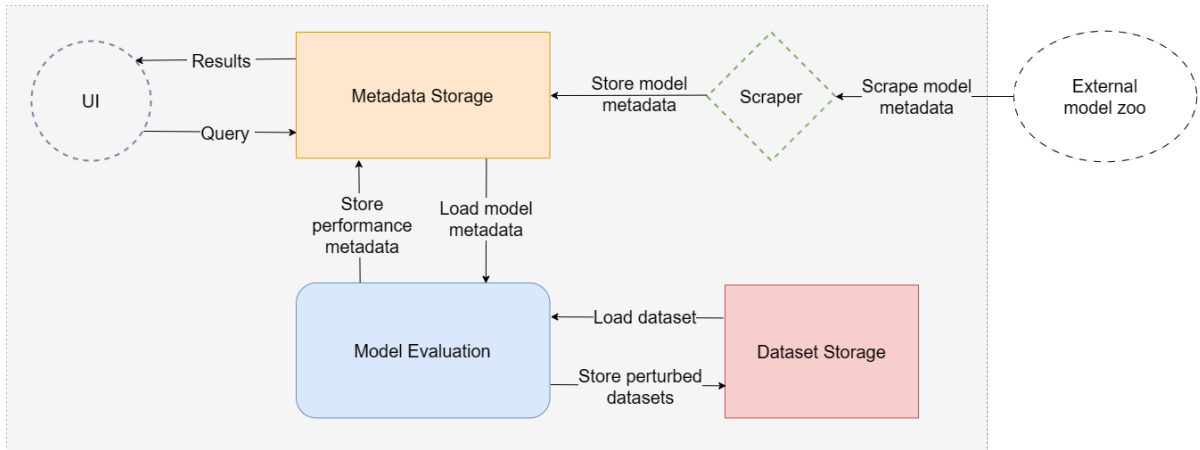 UI
Results
Query
Metadata Storage
Store model
metadata
Scraper
Scrape model
metadata
External
model zoo
Store
performance
metadata
Load model
metadata
Model Evaluation
Load dataset
Store perturbed
datasets
Dataset Storage